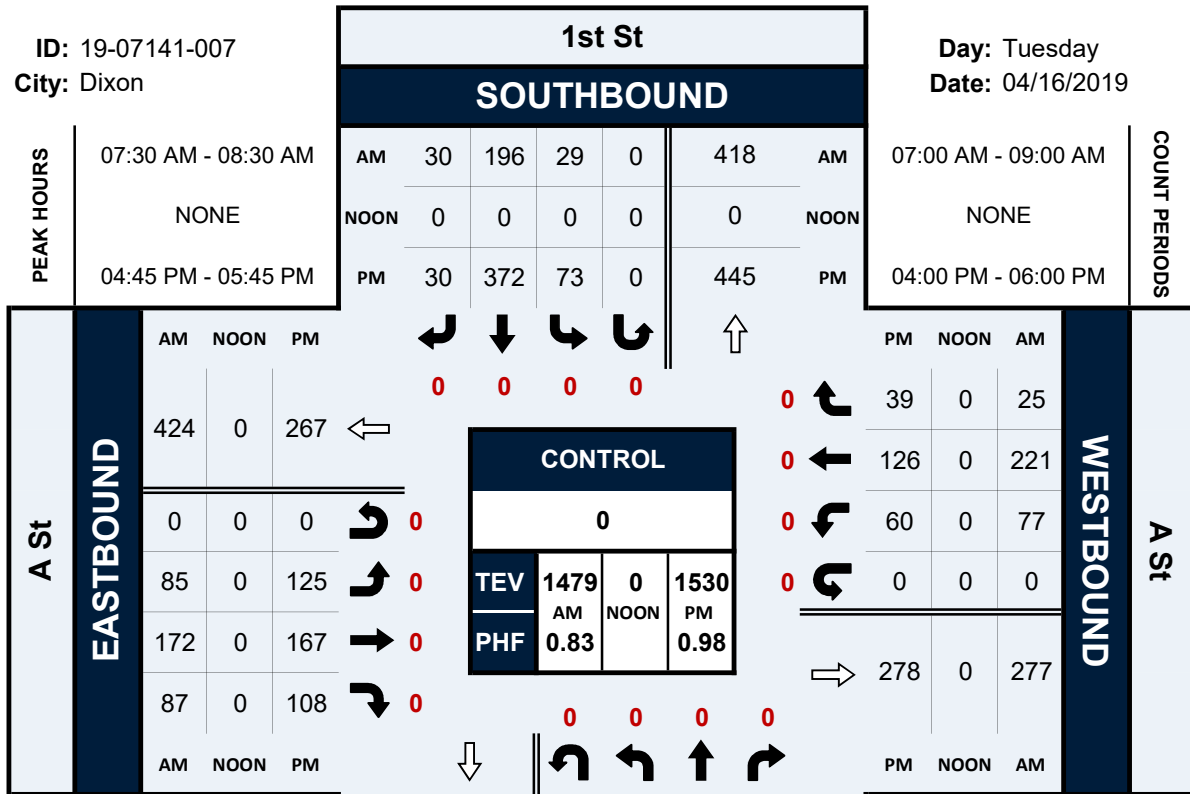 ID: 19-07141-007
City: Dixon
1st St
SOUTHBOUND
Day: Tuesday
Date: 04/16/2019
PEAK HOURS
07:30 AM - 08:30 AM
NONE
04:45 PM - 05:45 PM
AM 30 196 29 0 418 AM
NOON 0 0 0 0 0 NOON
PM 30 372 73 0 445 PM
07:00 AM - 09:00 AM
NONE
04:00 PM - 06:00 PM
COUNT PERIODS
A St
EASTBOUND
AM NOON PM
424 0 267
0 0 0 0
85 0 125 0
172 0 167 0
87 0 108 0
AM NOON PM
0 0 0 0
CONTROL
0
TEV 1479 0 1530
AM NOON PM
PHF 0.83 0.98
0 0 0 0
PM NOON AM
0 39 0 25
0 126 0 221
0 60 0 77
0 0 0 0
278 0 277
PM NOON AM
WESTBOUND
A St